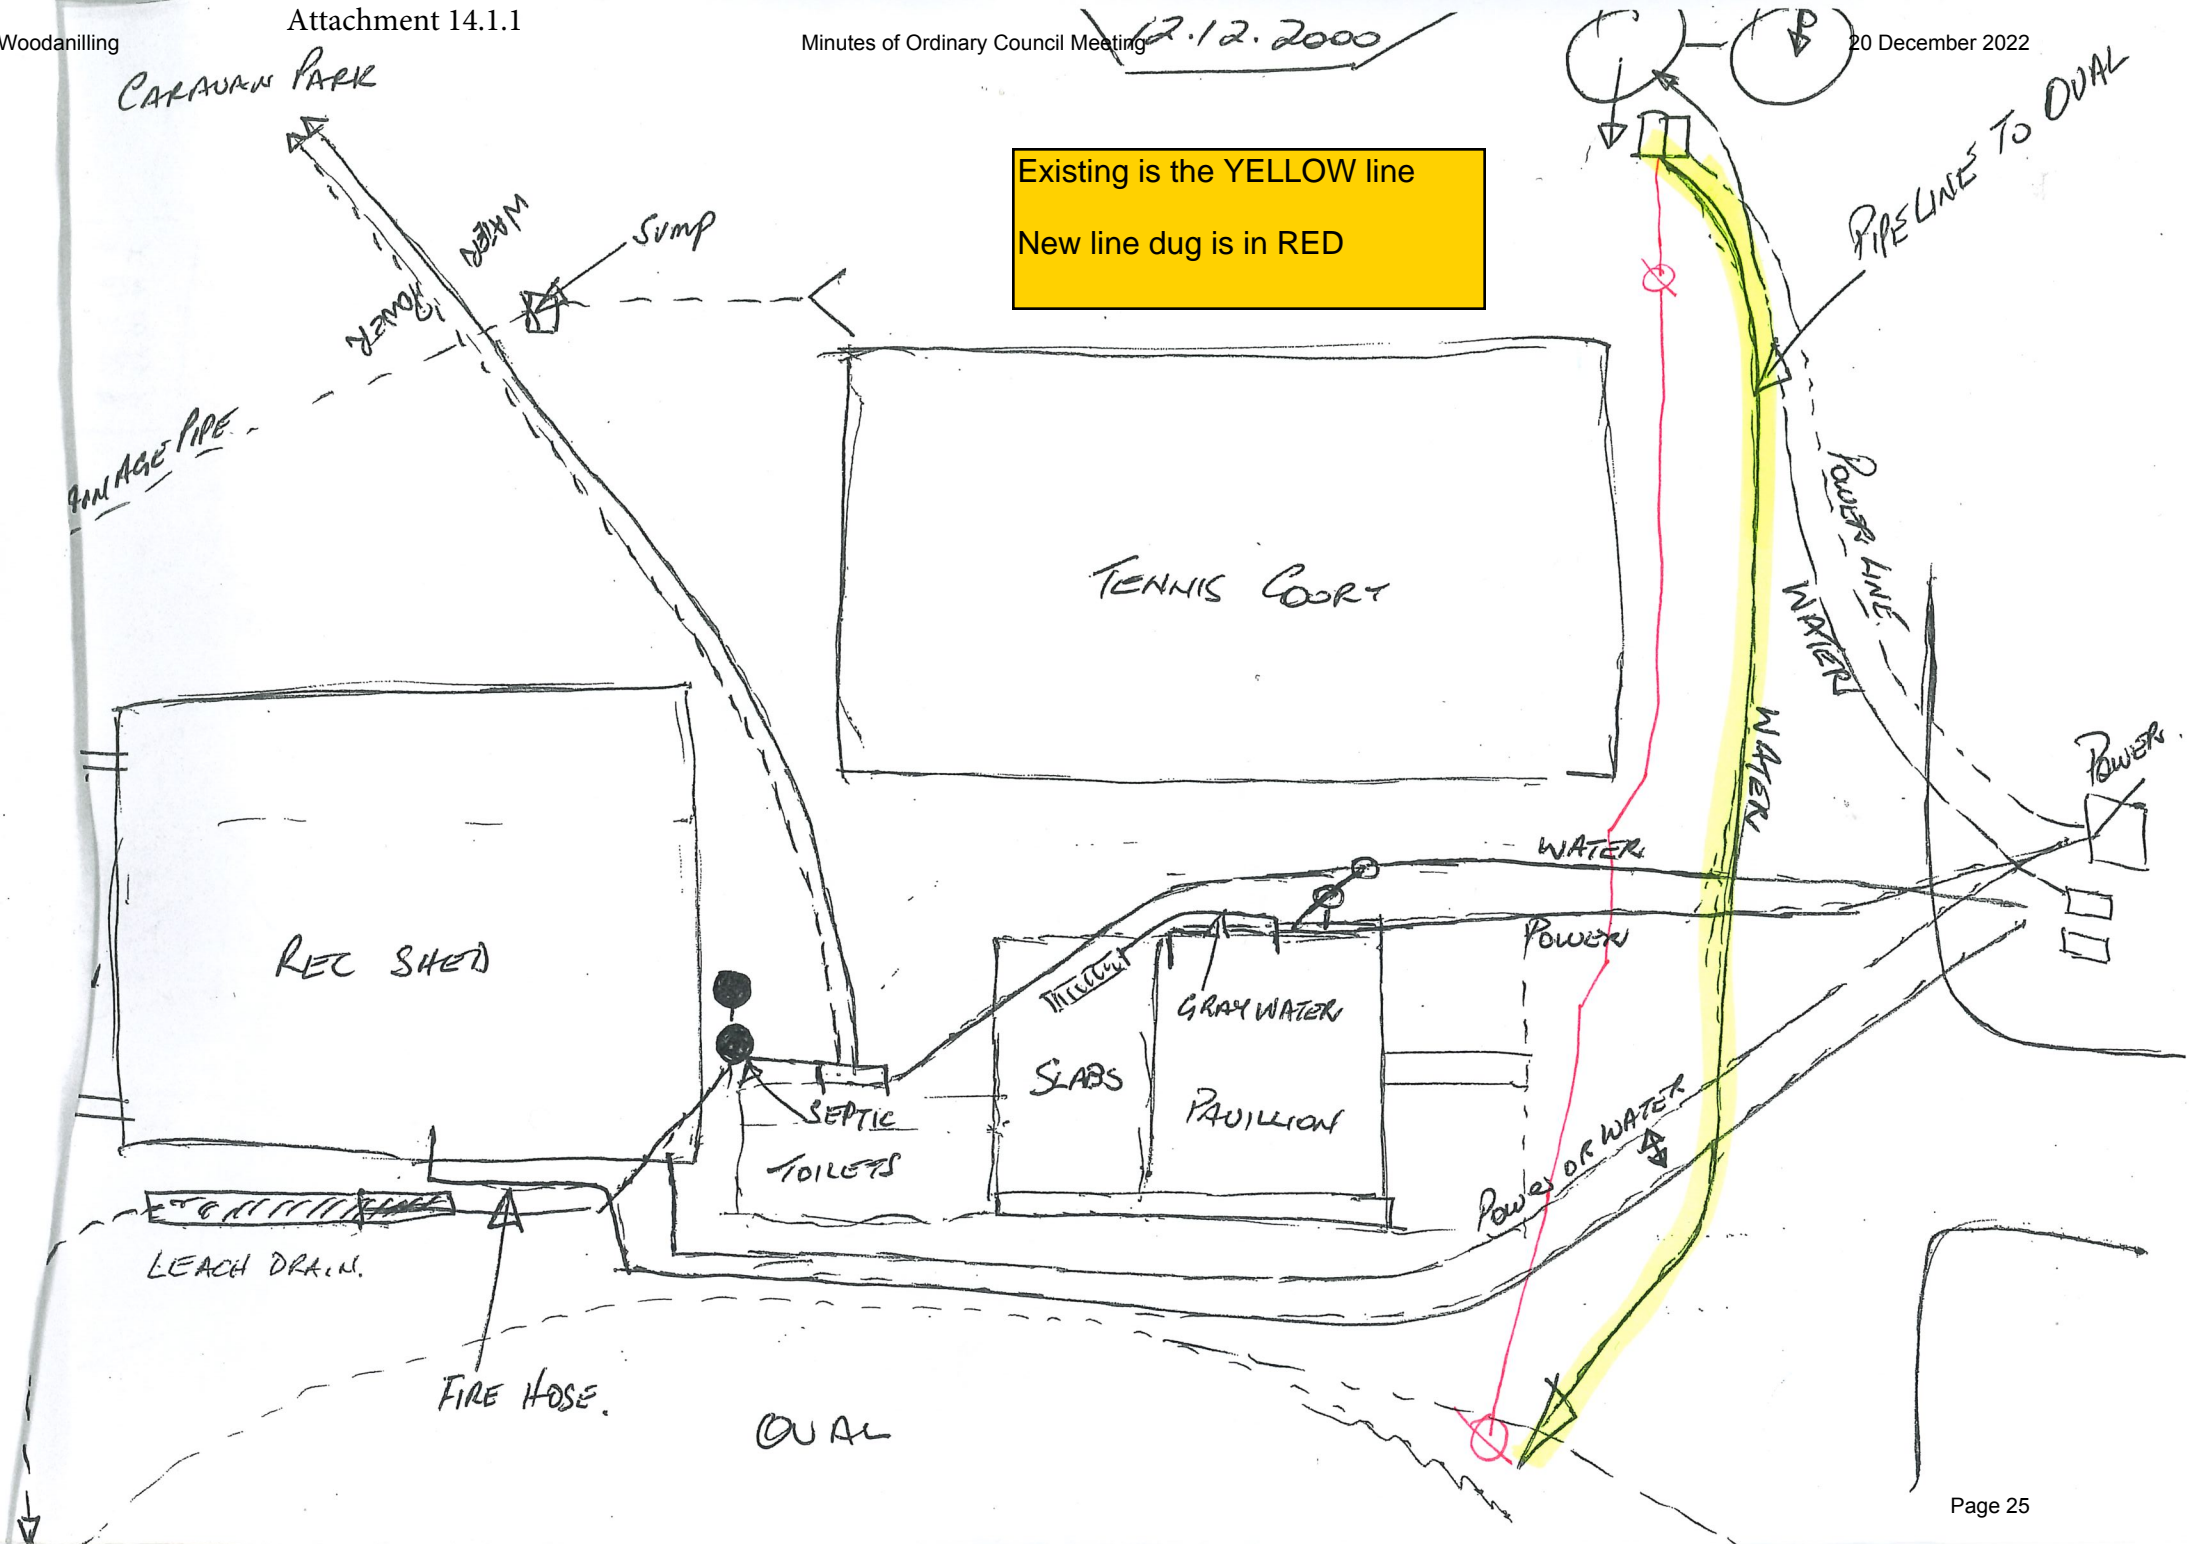 Attachment 14.1.1
Woodanilling
Minutes of Ordinary Council Meeting
12.12.2000
20 December 2022
CARAVAN PARK
PIPELINE TO OVAL
Existing is the YELLOW line
New line dug is in RED
WATER
SUMP
POWER
PIPE
POWER LINE
WATER
TENNIS COURT
WATER
POWER
WATER
POWER
REC SHED
GRAYWATER
SLABS
PAVILLION
SEPTIC
TOILETS
POWER OR WATER
LEACH DRAIN.
FIRE HOSE.
OVAL
Page 25